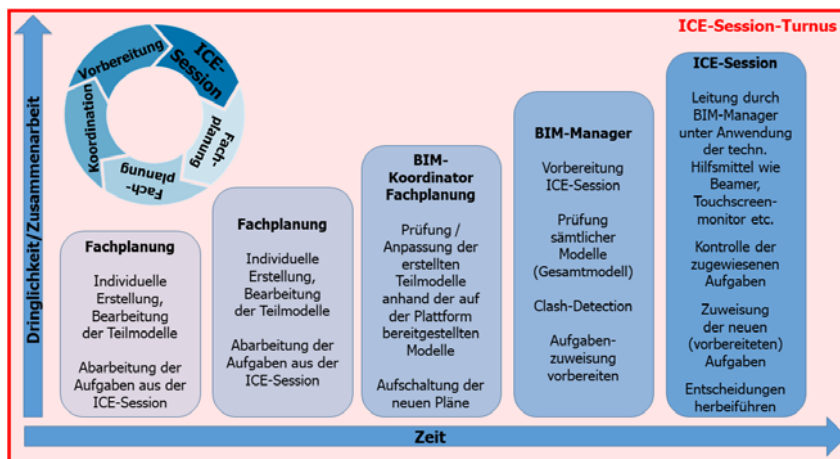 ICE-Session-Turnus
Dringlichkeit/Zusammenarbeit
Vorbereitung
ICE-
Session
Fach-
planung
Fach-
planung
Koordination
Fachplanung
Individuelle
Erstellung,
Bearbeitung
der Teilmodelle
Abarbeitung der
Aufgaben aus der
ICE-Session
Fachplanung
Individuelle
Erstellung,
Bearbeitung
der Teilmodelle
Abarbeitung der
Aufgaben aus der
ICE-Session
BIM-
Koordinator
Fachplanung
Prüfung /
Anpassung der
erstellten
Teilmodelle
anhand der auf
der Plattform
bereitgestellten
Modelle
Aufschaltung der
neuen Pläne
BIM-Manager
Vorbereitung
ICE-Session
Prüfung
sämtlicher
Modelle
(Gesamtmodell)
Clash-Detection
Aufgaben-
zuweisung
vorbereiten
ICE-Session
Leitung durch
BIM-Manager
unter Anwendung
der techn.
Hilfsmittel wie
Beamer,
Touchscreen-
monitor etc.
Kontrolle der
zugewiesenen
Aufgaben
Zuweisung
der neuen
(vorbereiteten)
Aufgaben
Entscheidungen
herbeiführen
Zeit